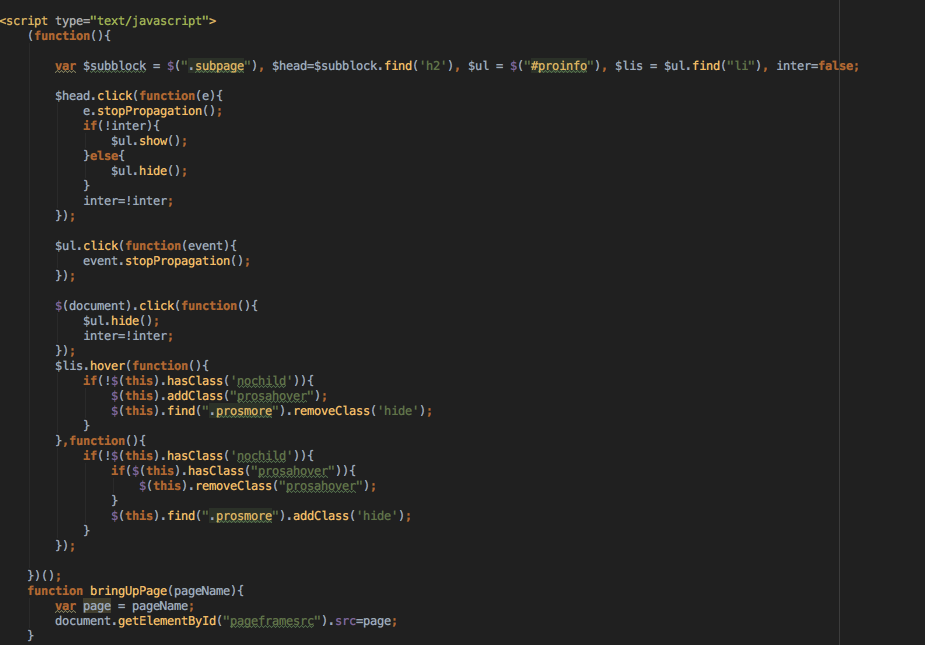 <script type="text/javascript">
(function(){
var $subblock = $(".subpage"), $head=$subblock.find('h2'), $ul = $("#proinfo"), $lis = $ul.find("li"), inter=false;
$head.click(function(e){
e.stopPropagation();
if(!inter){
$ul.show();
}else{
$ul.hide();
}
inter=!inter;
});
$ul.click(function(event){
event.stopPropagation();
});
$(document).click(function(){
$ul.hide();
inter=!inter;
});
$lis.hover(function(){
if(!$(this).hasClass('nochild')){
$(this).addClass("prosahover");
$(this).find(".prosmore").removeClass('hide');
}
},function(){
if(!$(this).hasClass('nochild')){
if($(this).hasClass("prosahover")){
$(this).removeClass("prosahover");
}
$(this).find(".prosmore").addClass('hide');
}
});
})();
function bringUpPage(pageName){
var page = pageName;
document.getElementById("pageframesrc").src=page;
}